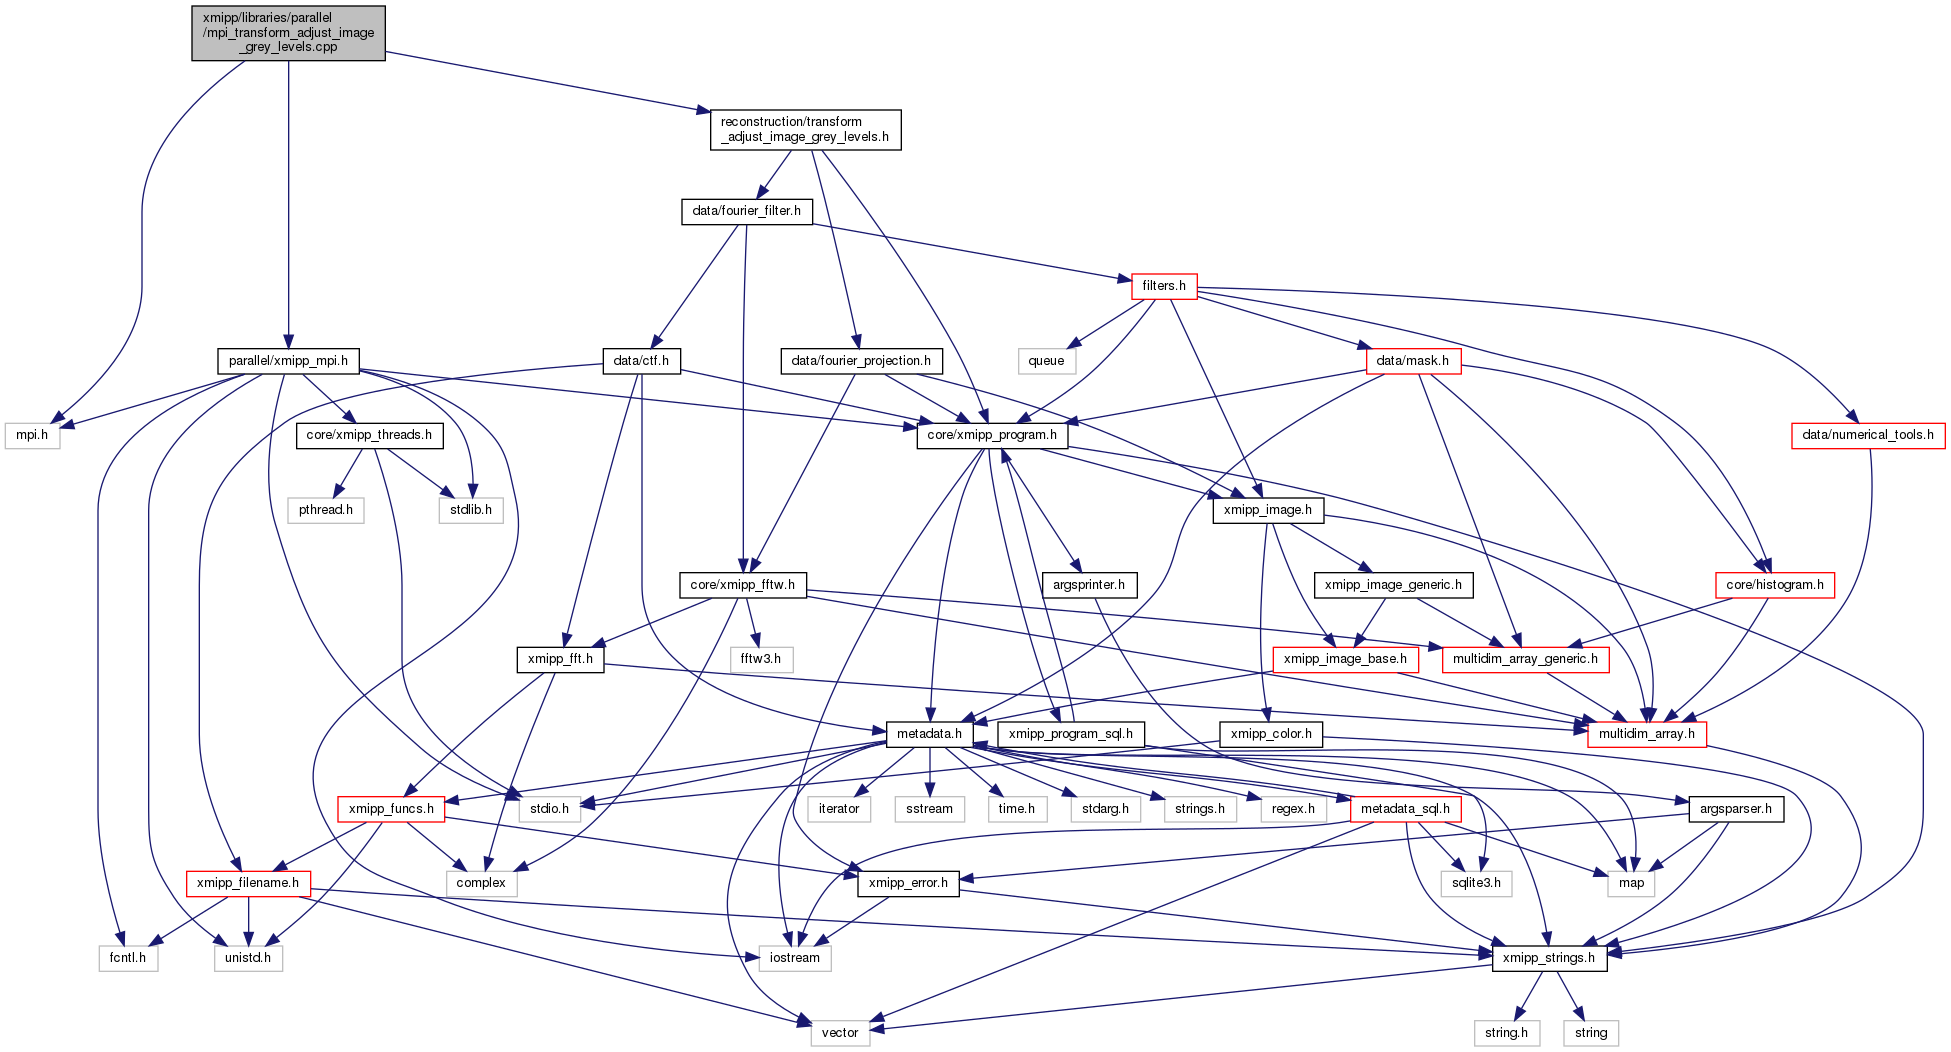 xmipp/libraries/parallel
/mpi_transform_adjust_image
_grey_levels.cpp
reconstruction/transform
_adjust_image_grey_levels.h
data/fourier_filter.h
filters.h
parallel/xmipp_mpi.h
data/ctf.h
data/fourier_projection.h
queue
data/mask.h
mpi.h
core/xmipp_threads.h
core/xmipp_program.h
data/numerical_tools.h
pthread.h
stdlib.h
xmipp_image.h
core/xmipp_fftw.h
argsprinter.h
xmipp_image_generic.h
core/histogram.h
xmipp_fft.h
fftw3.h
xmipp_image_base.h
multidim_array_generic.h
metadata.h
xmipp_program_sql.h
xmipp_color.h
multidim_array.h
xmipp_funcs.h
stdio.h
iterator
sstream
time.h
stdarg.h
strings.h
regex.h
metadata_sql.h
argsparser.h
xmipp_filename.h
complex
xmipp_error.h
sqlite3.h
map
fcntl.h
unistd.h
iostream
xmipp_strings.h
vector
string.h
string